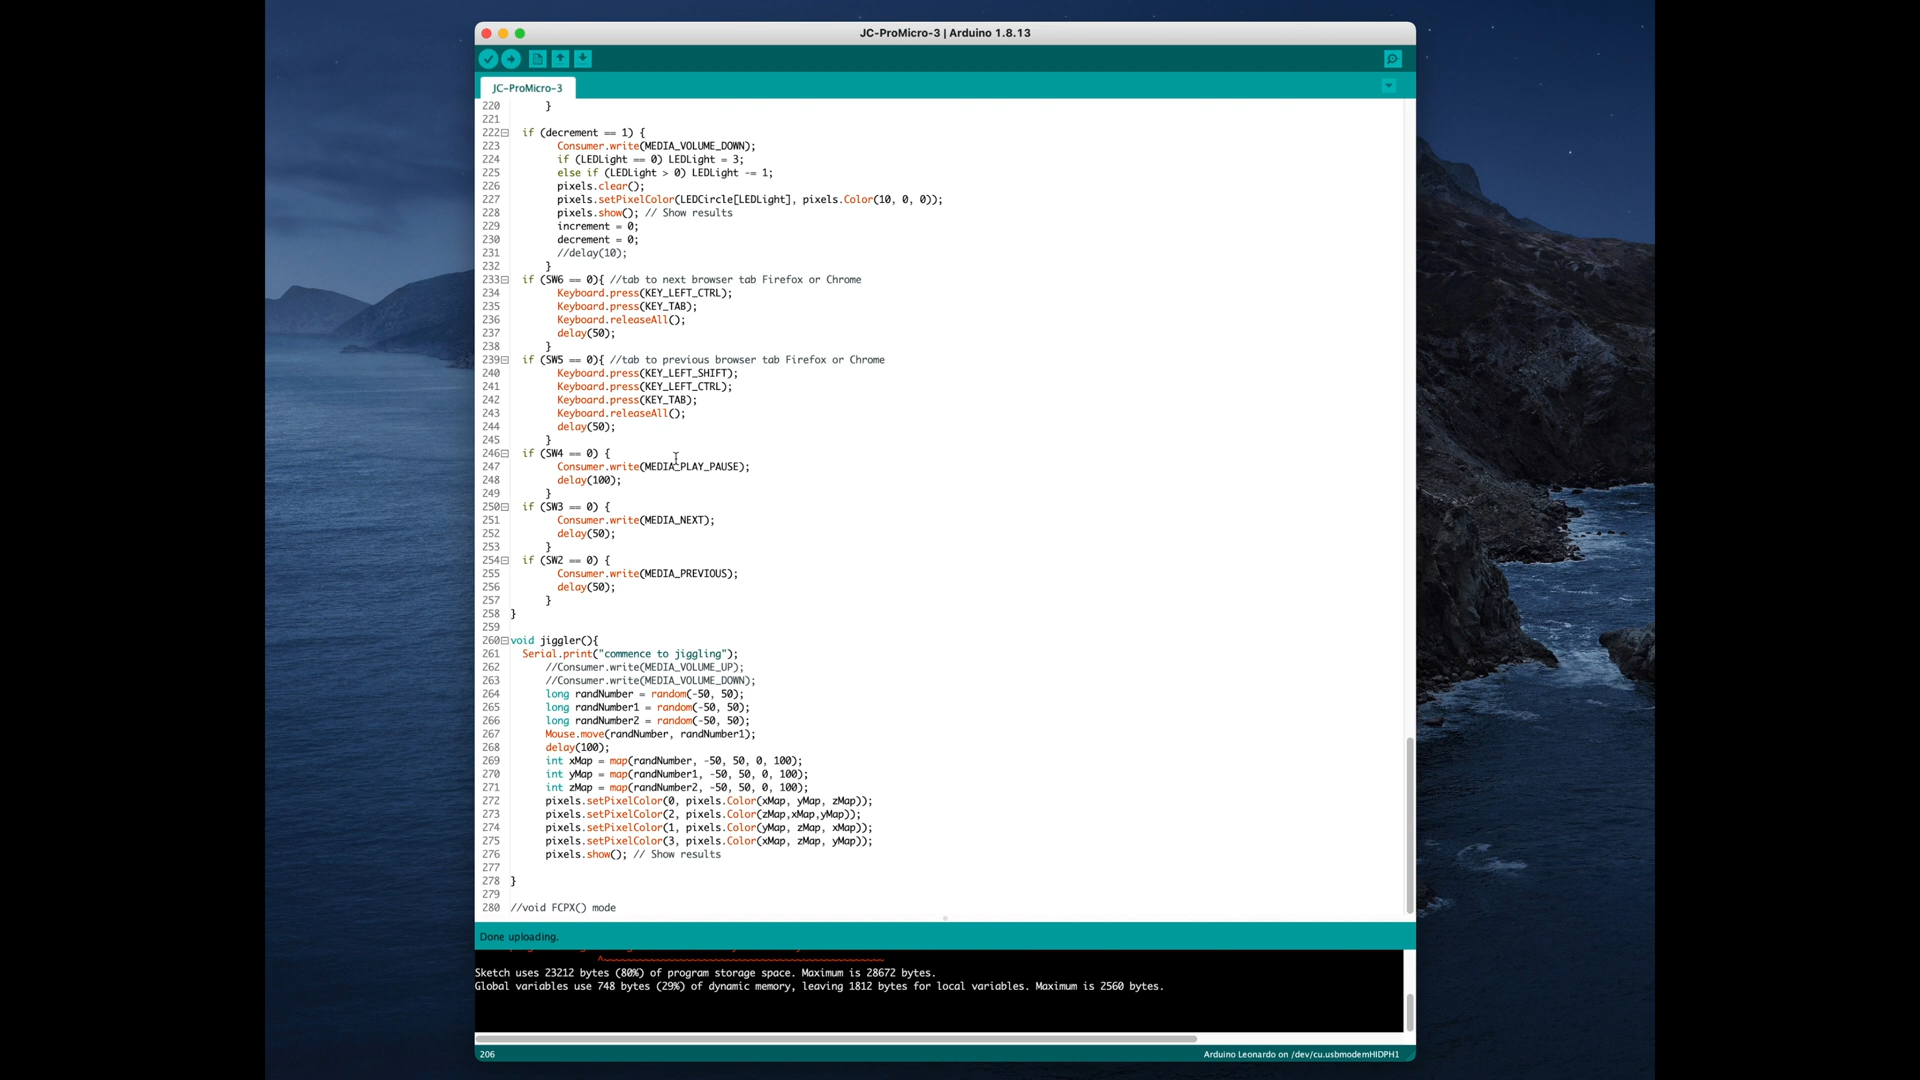 JC-ProMicro-3 | Arduino 1.8.13
JC-ProMicro-3
220 }
221
222 if (decrement == 1) {
223 Consumer.write(MEDIA_VOLUME_DOWN);
224 if (LEDLight == 0) LEDLight = 3;
225 else if (LEDLight > 0) LEDLight -= 1;
226 pixels.clear();
227 pixels.setPixelColor(LEDCircle[LEDLight], pixels.Color(10, 0, 0));
228 pixels.show(); // Show results
229 increment = 0;
230 decrement = 0;
231 //delay(10);
232 }
233 if (SW6 == 0){ //tab to next browser tab Firefox or Chrome
234 Keyboard.press(KEY_LEFT_CTRL);
235 Keyboard.press(KEY_TAB);
236 Keyboard.releaseAll();
237 delay(50);
238 }
239 if (SW5 == 0){ //tab to previous browser tab Firefox or Chrome
240 Keyboard.press(KEY_LEFT_SHIFT);
241 Keyboard.press(KEY_LEFT_CTRL);
242 Keyboard.press(KEY_TAB);
243 Keyboard.releaseAll();
244 delay(50);
245 }
246 if (SW4 == 0) {
247 Consumer.write(MEDIA_PLAY_PAUSE);
248 delay(100);
249 }
250 if (SW3 == 0) {
251 Consumer.write(MEDIA_NEXT);
252 delay(50);
253 }
254 if (SW2 == 0) {
255 Consumer.write(MEDIA_PREVIOUS);
256 delay(50);
257 }
258 }
259
260 void jiggler(){
261 Serial.print("commence to jiggling");
262 //Consumer.write(MEDIA_VOLUME_UP);
263 //Consumer.write(MEDIA_VOLUME_DOWN);
264 long randNumber = random(-50, 50);
265 long randNumber1 = random(-50, 50);
266 long randNumber2 = random(-50, 50);
267 Mouse.move(randNumber, randNumber1);
268 delay(100);
269 int xMap = map(randNumber, -50, 50, 0, 100);
270 int yMap = map(randNumber1, -50, 50, 0, 100);
271 int zMap = map(randNumber2, -50, 50, 0, 100);
272 pixels.setPixelColor(0, pixels.Color(xMap, yMap, zMap));
273 pixels.setPixelColor(2, pixels.Color(zMap,xMap,yMap));
274 pixels.setPixelColor(1, pixels.Color(yMap, zMap, xMap));
275 pixels.setPixelColor(3, pixels.Color(xMap, zMap, yMap));
276 pixels.show(); // Show results
277
278 }
279
280 //void FCPX() mode
Done uploading.
^~~~~~~~~~~~~~~~~~~~~~~~~~~~~~~~~~~~~~~~~~~~~~~~~
Sketch uses 23212 bytes (80%) of program storage space. Maximum is 28672 bytes.
Global variables use 748 bytes (29%) of dynamic memory, leaving 1812 bytes for local variables. Maximum is 2560 bytes.
206
Arduino Leonardo on /dev/cu.usbmodemHIDPH1